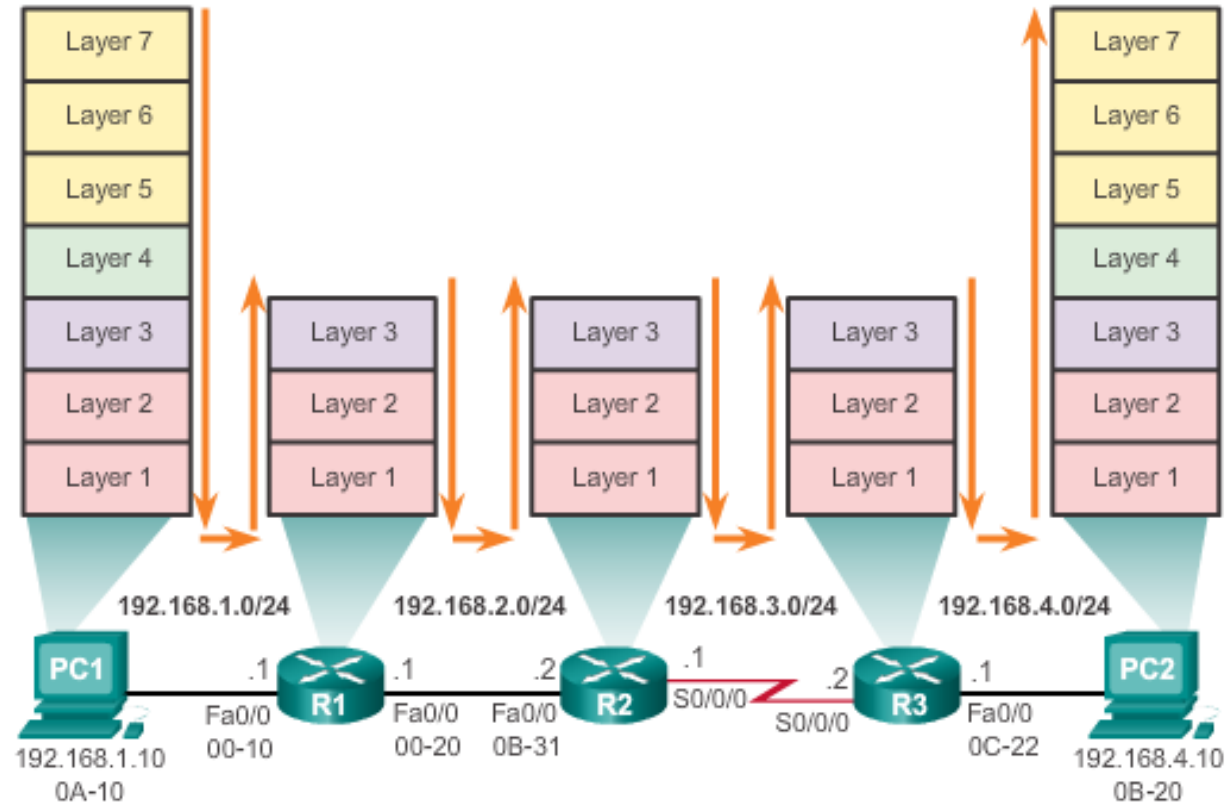 Layer 7
Layer 6
Layer 5
Layer 4
Layer 3
Layer 2
Layer 1
Layer 3
Layer 2
Layer 1
Layer 3
Layer 2
Layer 1
Layer 3
Layer 2
Layer 1
Layer 7
Layer 6
Layer 5
Layer 4
Layer 3
Layer 2
Layer 1
192.168.1.0/24
192.168.2.0/24
192.168.3.0/24
192.168.4.0/24
PC1
192.168.1.10
0A-10
.1
Fa0/0
00-10
R1
.1
Fa0/0
00-20
.2
Fa0/0
0B-31
R2
.1
S0/0/0
.2
S0/0/0
R3
.1
Fa0/0
0C-22
PC2
192.168.4.10
0B-20